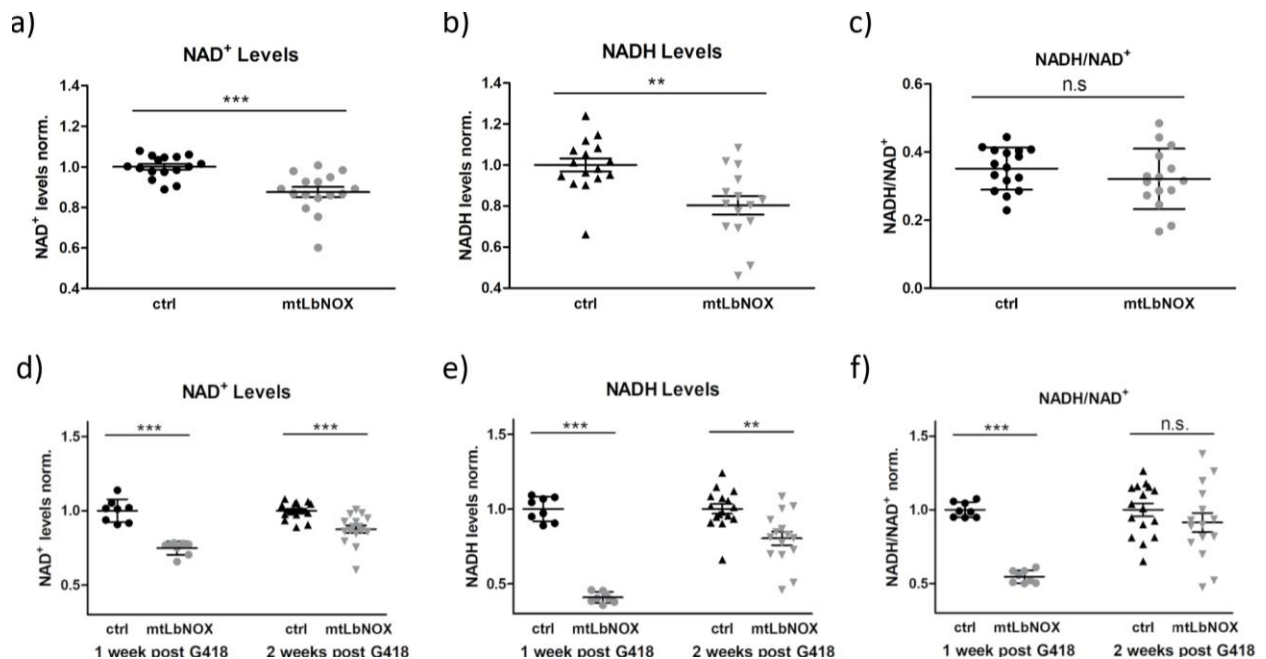 a)
NAD⁺ Levels
***
NAD⁺ levels norm.
1.4
1.2
1.0
0.8
0.6
0.4
ctrl mtLbNOX
b)
NADH Levels
**
NADH levels norm.
1.4
1.2
1.0
0.8
0.6
0.4
ctrl mtLbNOX
c)
NADH/NAD⁺
n.s
NADH/NAD⁺
0.6
0.4
0.2
0.0
ctrl mtLbNOX
d)
NAD⁺ Levels
*** ***
NAD⁺ levels norm.
1.5
1.0
0.5
ctrl mtLbNOX ctrl mtLbNOX
1 week post G418 2 weeks post G418
e)
NADH Levels
*** **
NADH levels norm.
1.5
1.0
0.5
ctrl mtLbNOX ctrl mtLbNOX
1 week post G418 2 weeks post G418
f)
NADH/NAD⁺
*** n.s.
NADH/NAD⁺ norm.
1.5
1.0
0.5
ctrl mtLbNOX ctrl mtLbNOX
1 week post G418 2 weeks post G418